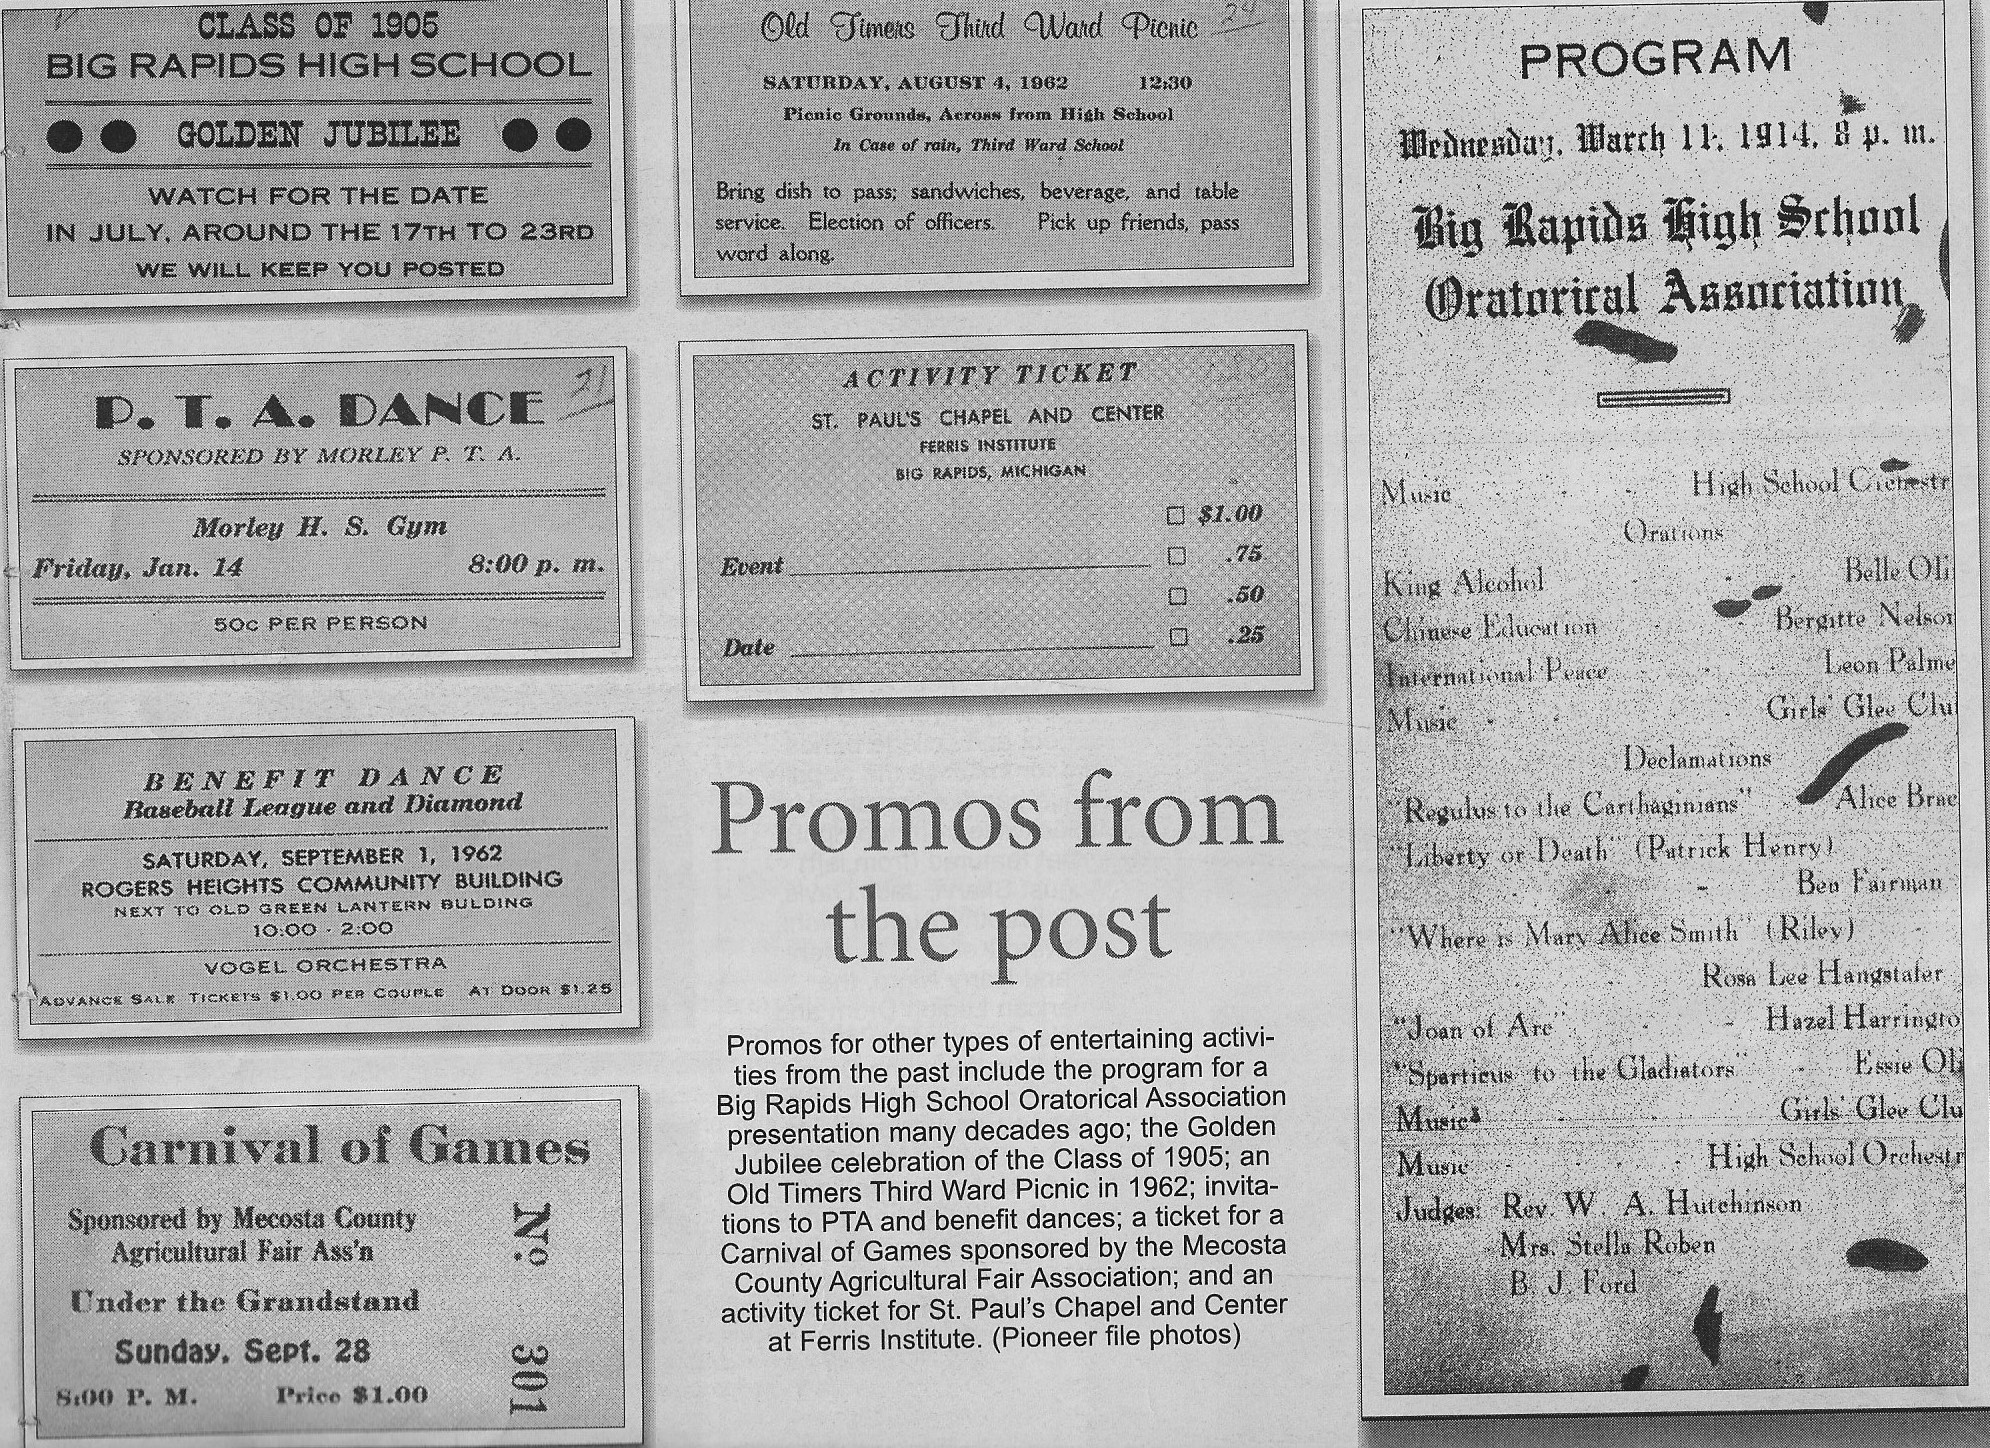 CLASS OF 1905
BIG RAPIDS HIGH SCHOOL
GOLDEN JUBILEE
WATCH FOR THE DATE
IN JULY, AROUND THE 17TH TO 23RD
WE WILL KEEP YOU POSTED
P. T. A. DANCE
21
SPONSORED BY MORLEY P. T. A.
Morley H. S. Gym
Friday, Jan. 14 8:00 p. m.
50c PER PERSON
BENEFIT DANCE
Baseball League and Diamond
SATURDAY, SEPTEMBER 1, 1962
ROGERS HEIGHTS COMMUNITY BUILDING
NEXT TO OLD GREEN LANTERN BULDING
10:00 - 2:00
VOGEL ORCHESTRA
ADVANCE SALE TICKETS $1.00 PER COUPLE AT DOOR $1.25
Carnival of Games
Sponsored by Mecosta County
Agricultural Fair Ass'n
Under the Grandstand
Sunday, Sept. 28
8:00 P. M. Price $1.00
No. 301
Old Timers Third Ward Picnic
24
SATURDAY, AUGUST 4, 1962 12:30
Picnic Grounds, Across from High School
In Case of rain, Third Ward School
Bring dish to pass; sandwiches, beverage, and table
service. Election of officers. Pick up friends, pass
word along.
ACTIVITY TICKET
ST. PAUL'S CHAPEL AND CENTER
FERRIS INSTITUTE
BIG RAPIDS, MICHIGAN
$1.00
Event .75
.50
Date .25
Promos from
the post
Promos for other types of entertaining activi-
ties from the past include the program for a
Big Rapids High School Oratorical Association
presentation many decades ago; the Golden
Jubilee celebration of the Class of 1905; an
Old Timers Third Ward Picnic in 1962; invita-
tions to PTA and benefit dances; a ticket for a
Carnival of Games sponsored by the Mecosta
County Agricultural Fair Association; and an
activity ticket for St. Paul's Chapel and Center
at Ferris Institute. (Pioneer file photos)
PROGRAM
Wednesday, March 11, 1914, 8 p. m.
Big Rapids High School
Oratorical Association
Music - - High School Orchestr
Orations
King Alcohol - - Belle Oli
Chinese Education - - Bergitte Nelson
International Peace - Leon Palme
Music - - - Girls' Glee Clu
Declamations
"Regulus to the Carthaginians" - Alice Brac
"Liberty or Death" (Patrick Henry)
- - Ben Fairman
"Where is Mary Alice Smith" (Riley) -
Rosa Lee Hangstafer
"Joan of Arc" - - Hazel Harringto
"Sparticus to the Gladiators" - Essie Oli
Music - - Girls' Glee Clu
Music - - - High School Orchestr
Judges: Rev. W. A. Hutchinson
Mrs. Stella Roben
B. J. Ford